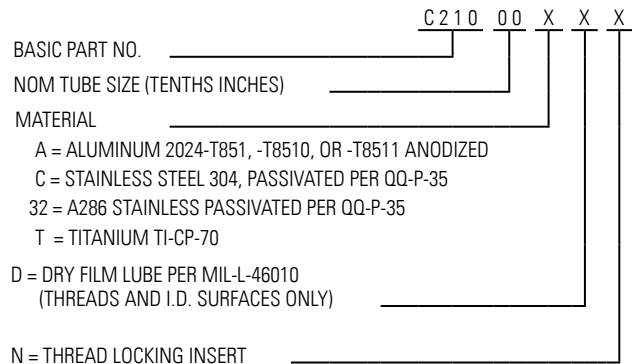 C210 00 X X X
BASIC PART NO.
NOM TUBE SIZE (TENTHS INCHES)
MATERIAL
A = ALUMINUM 2024-T851, -T8510, OR -T8511 ANODIZED
C = STAINLESS STEEL 304, PASSIVATED PER QQ-P-35
32 = A286 STAINLESS PASSIVATED PER QQ-P-35
T = TITANIUM TI-CP-70
D = DRY FILM LUBE PER MIL-L-46010
(THREADS AND I.D. SURFACES ONLY)
N = THREAD LOCKING INSERT